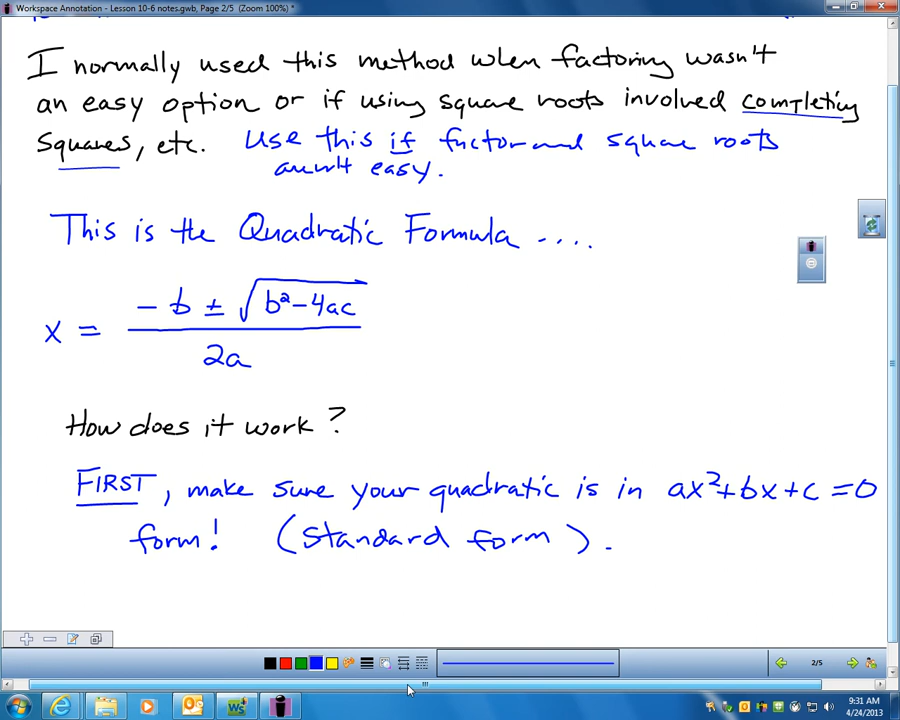 Workspace Annotation - Lesson 10-6 notes.gwb, Page 2/5 (Zoom 100%) *
I normally used this method when factoring wasn't
an easy option or if using square roots involved completing
Squares, etc. Use this if factor and square roots
aren't easy.
This is the Quadratic Formula ....
x = (-b ± √(b²-4ac)) / 2a
How does it work?
FIRST, make sure your quadratic is in ax²+bx+c=0
form! (standard form).
2/5
9:31 AM
4/24/2013